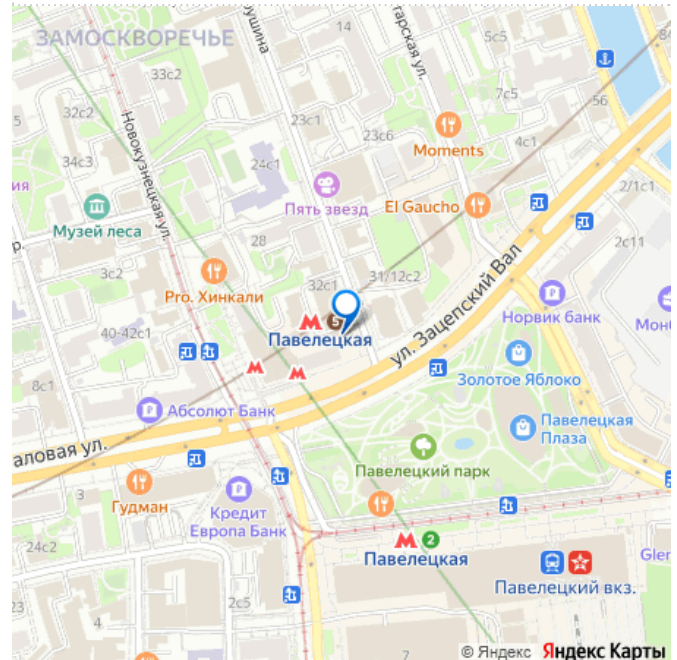 ЗАМОСКВОРЕЧЬЕ
33с2
32с2
34с3
Новокузнецкая ул.
23с1
24с1
23с6
5с5
7с5
56
4с1
Moments
2/1с1
Музей леса
Пять звезд
El Gaucho
2с11
28
3с2
Pro. Хинкали
32с1
31/12с2
ул. Зацепский Вал
Норвик банк
40-42с1
Павелецкая
8с1
Золотое Яблоко
Абсолют Банк
Павелецкая
Плаза
аловая ул.
Павелецкий парк
3
Гудман
Кредит
Европа Банк
24с2
2
Павелецкая
Павелецкий вкз.
2с5
© Яндекс Яндекс Карты